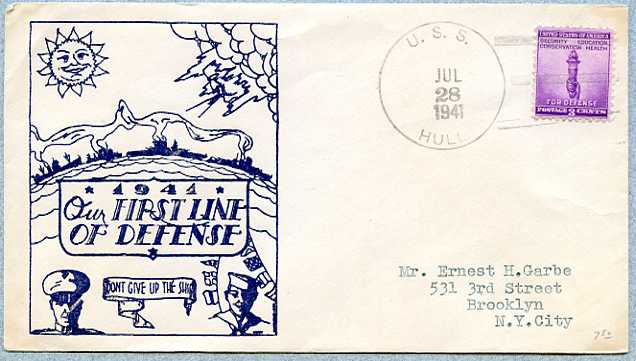 1941
Our FIRST LINE
OF DEFENSE
DONT GIVE UP THE SHIP
U. S. S.
JUL
28
1941
HULL
UNITED STATES OF AMERICA
SECURITY EDUCATION
CONSERVATION HEALTH
FOR DEFENSE
POSTAGE 3 CENTS
Mr. Ernest H.Garbe
531 3rd Street
Brooklyn
N.Y.City